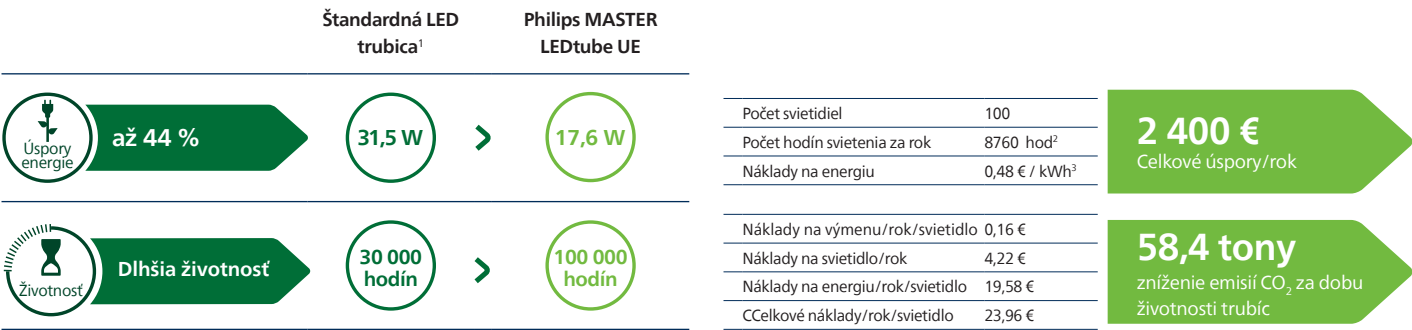 Štandardná LED
trubica¹
Philips MASTER
LEDtube UE
Úspory
energie
až 44 %
31,5 W
>
17,6 W
Životnosť
Dlhšia životnosť
30 000
hodín
>
100 000
hodín
Počet svietidiel 100
Počet hodín svietenia za rok 8760 hod²
Náklady na energiu 0,48 € / kWh³
2 400 €
Celkové úspory/rok
Náklady na výmenu/rok/svietidlo 0,16 €
Náklady na svietidlo/rok 4,22 €
Náklady na energiu/rok/svietidlo 19,58 €
CCelkové náklady/rok/svietidlo 23,96 €
58,4 tony
zníženie emisií CO₂ za dobu
životnosti trubíc